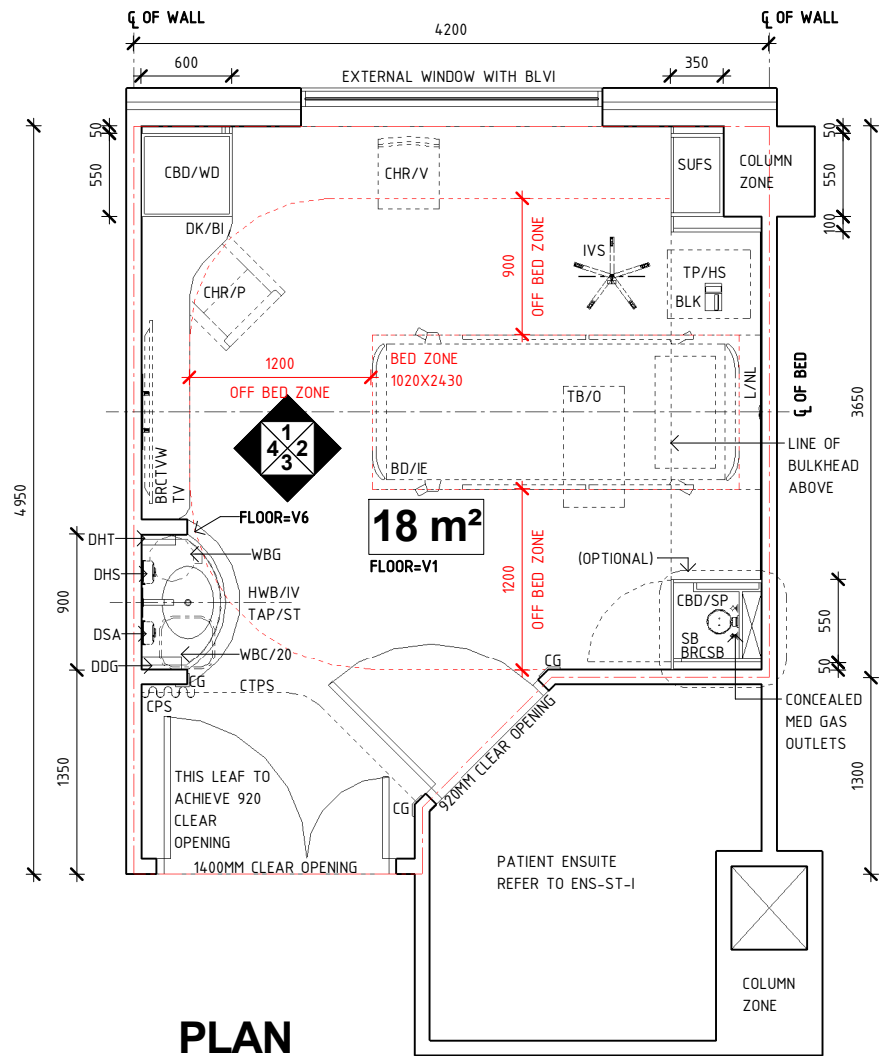 ℄ OF WALL
℄ OF WALL
4200
600
350
EXTERNAL WINDOW WITH BLVI
50
550
CBD/WD
CHR/V
SUFS
COLUMN
ZONE
50
550
100
DK/BI
900
OFF BED ZONE
IVS
TP/HS
BLK
CHR/P
1200
OFF BED ZONE
BED ZONE
1020X2430
TB/O
L/NL
℄ OF BED
3650
4950
1
4 2
3
BRCTVW
TV
BD/IE
LINE OF
BULKHEAD
ABOVE
FLOOR=V6
18 m²
FLOOR=V1
1200
OFF BED ZONE
(OPTIONAL)
DHT
WBG
DHS
900
HWB/IV
TAP/ST
DSA
WBC/20
DDG
CG
CTPS
CPS
CBD/SP
SB
BRCSB
550
50
CG
CONCEALED
MED GAS
OUTLETS
920MM CLEAR OPENING
1350
1300
THIS LEAF TO
ACHIEVE 920
CLEAR
OPENING
CG
1400MM CLEAR OPENING
PATIENT ENSUITE
REFER TO ENS-ST-I
COLUMN
ZONE
PLAN